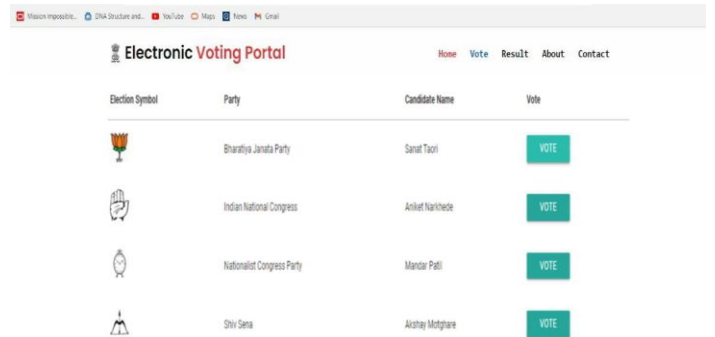 Mission Impossible... DNA Structure and... YouTube Maps News Gmail
Electronic Voting Portal Home Vote Result About Contact
Election Symbol Party Candidate Name Vote
Bharatiya Janata Party Sanat Taori VOTE
Indian National Congress Aniket Narkhede VOTE
Nationalist Congress Party Mandar Patil VOTE
Shiv Sena Akshay Motghare VOTE